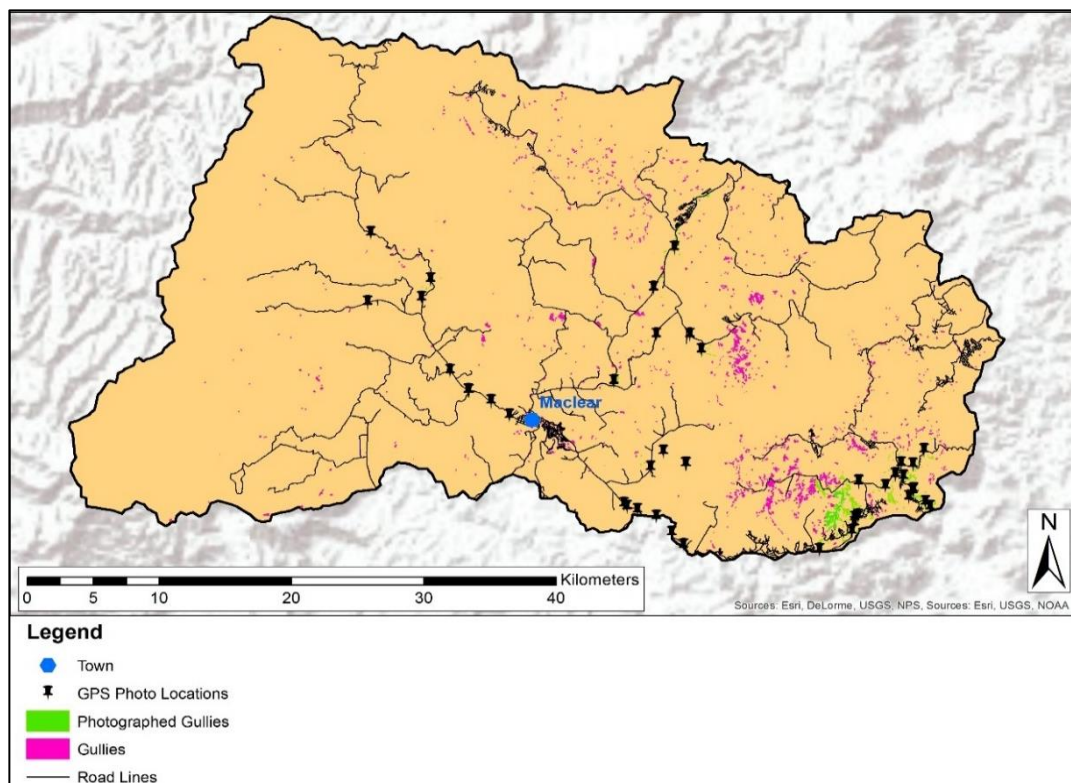 Maclear
N
Kilometers
0 5 10 20 30 40
Sources: Esri, DeLorme, USGS, NPS, Sources: Esri, USGS, NOAA
Legend
Town
GPS Photo Locations
Photographed Gullies
Gullies
Road Lines